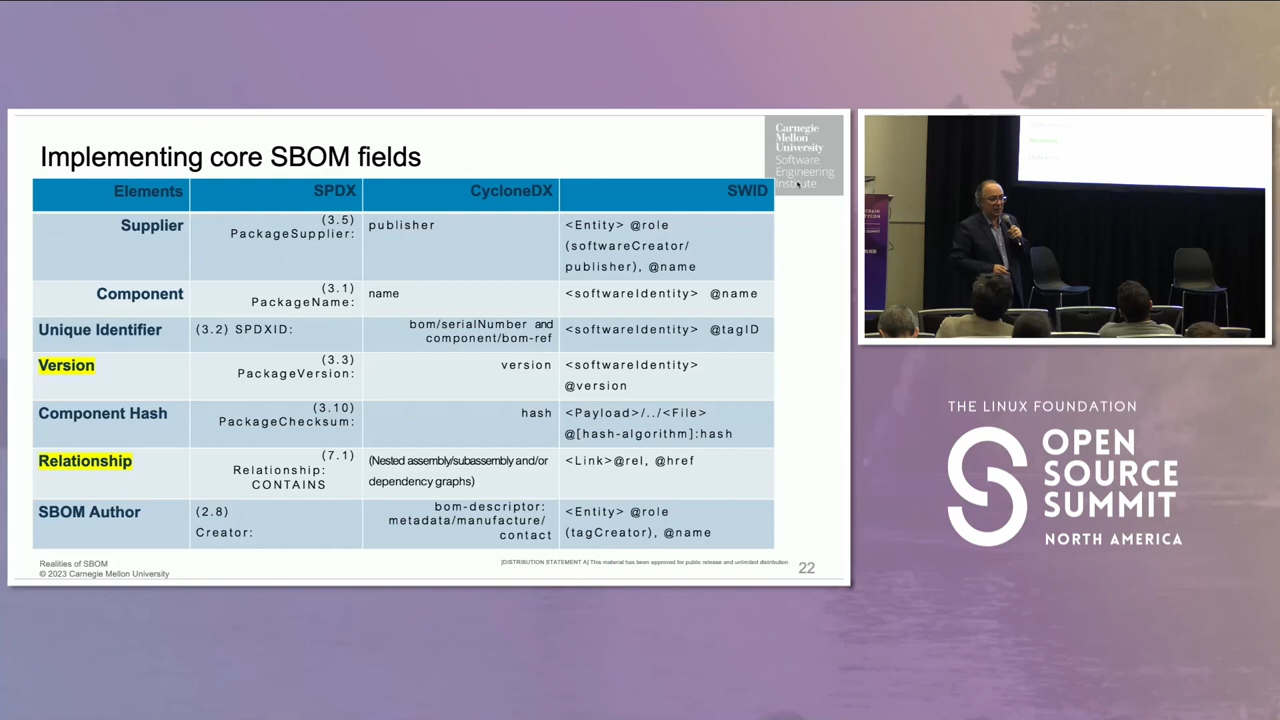 Implementing core SBOM fields
Carnegie
Mellon
University
Software
Engineering
Institute
Elements SPDX CycloneDX SWID
Supplier
(3.5)
PackageSupplier:
publisher
<Entity> @role
(softwareCreator/
publisher), @name
Component
(3.1)
PackageName:
name
<softwareIdentity> @name
Unique Identifier
(3.2) SPDXID:
bom/serialNumber and
component/bom-ref
<softwareIdentity> @tagID
Version
(3.3)
PackageVersion:
version
<softwareIdentity>
@version
Component Hash
(3.10)
PackageChecksum:
hash
<Payload>/../<File>
@[hash-algorithm]:hash
Relationship
(7.1)
Relationship:
CONTAINS
(Nested assembly/subassembly and/or
dependency graphs)
<Link>@rel, @href
SBOM Author
(2.8)
Creator:
bom-descriptor:
metadata/manufacture/
contact
<Entity> @role
(tagCreator), @name
Realities of SBOM
© 2023 Carnegie Mellon University
[DISTRIBUTION STATEMENT A] This material has been approved for public release and unlimited distribution
22
THE LINUX FOUNDATION
OPEN
SOURCE
SUMMIT
NORTH AMERICA